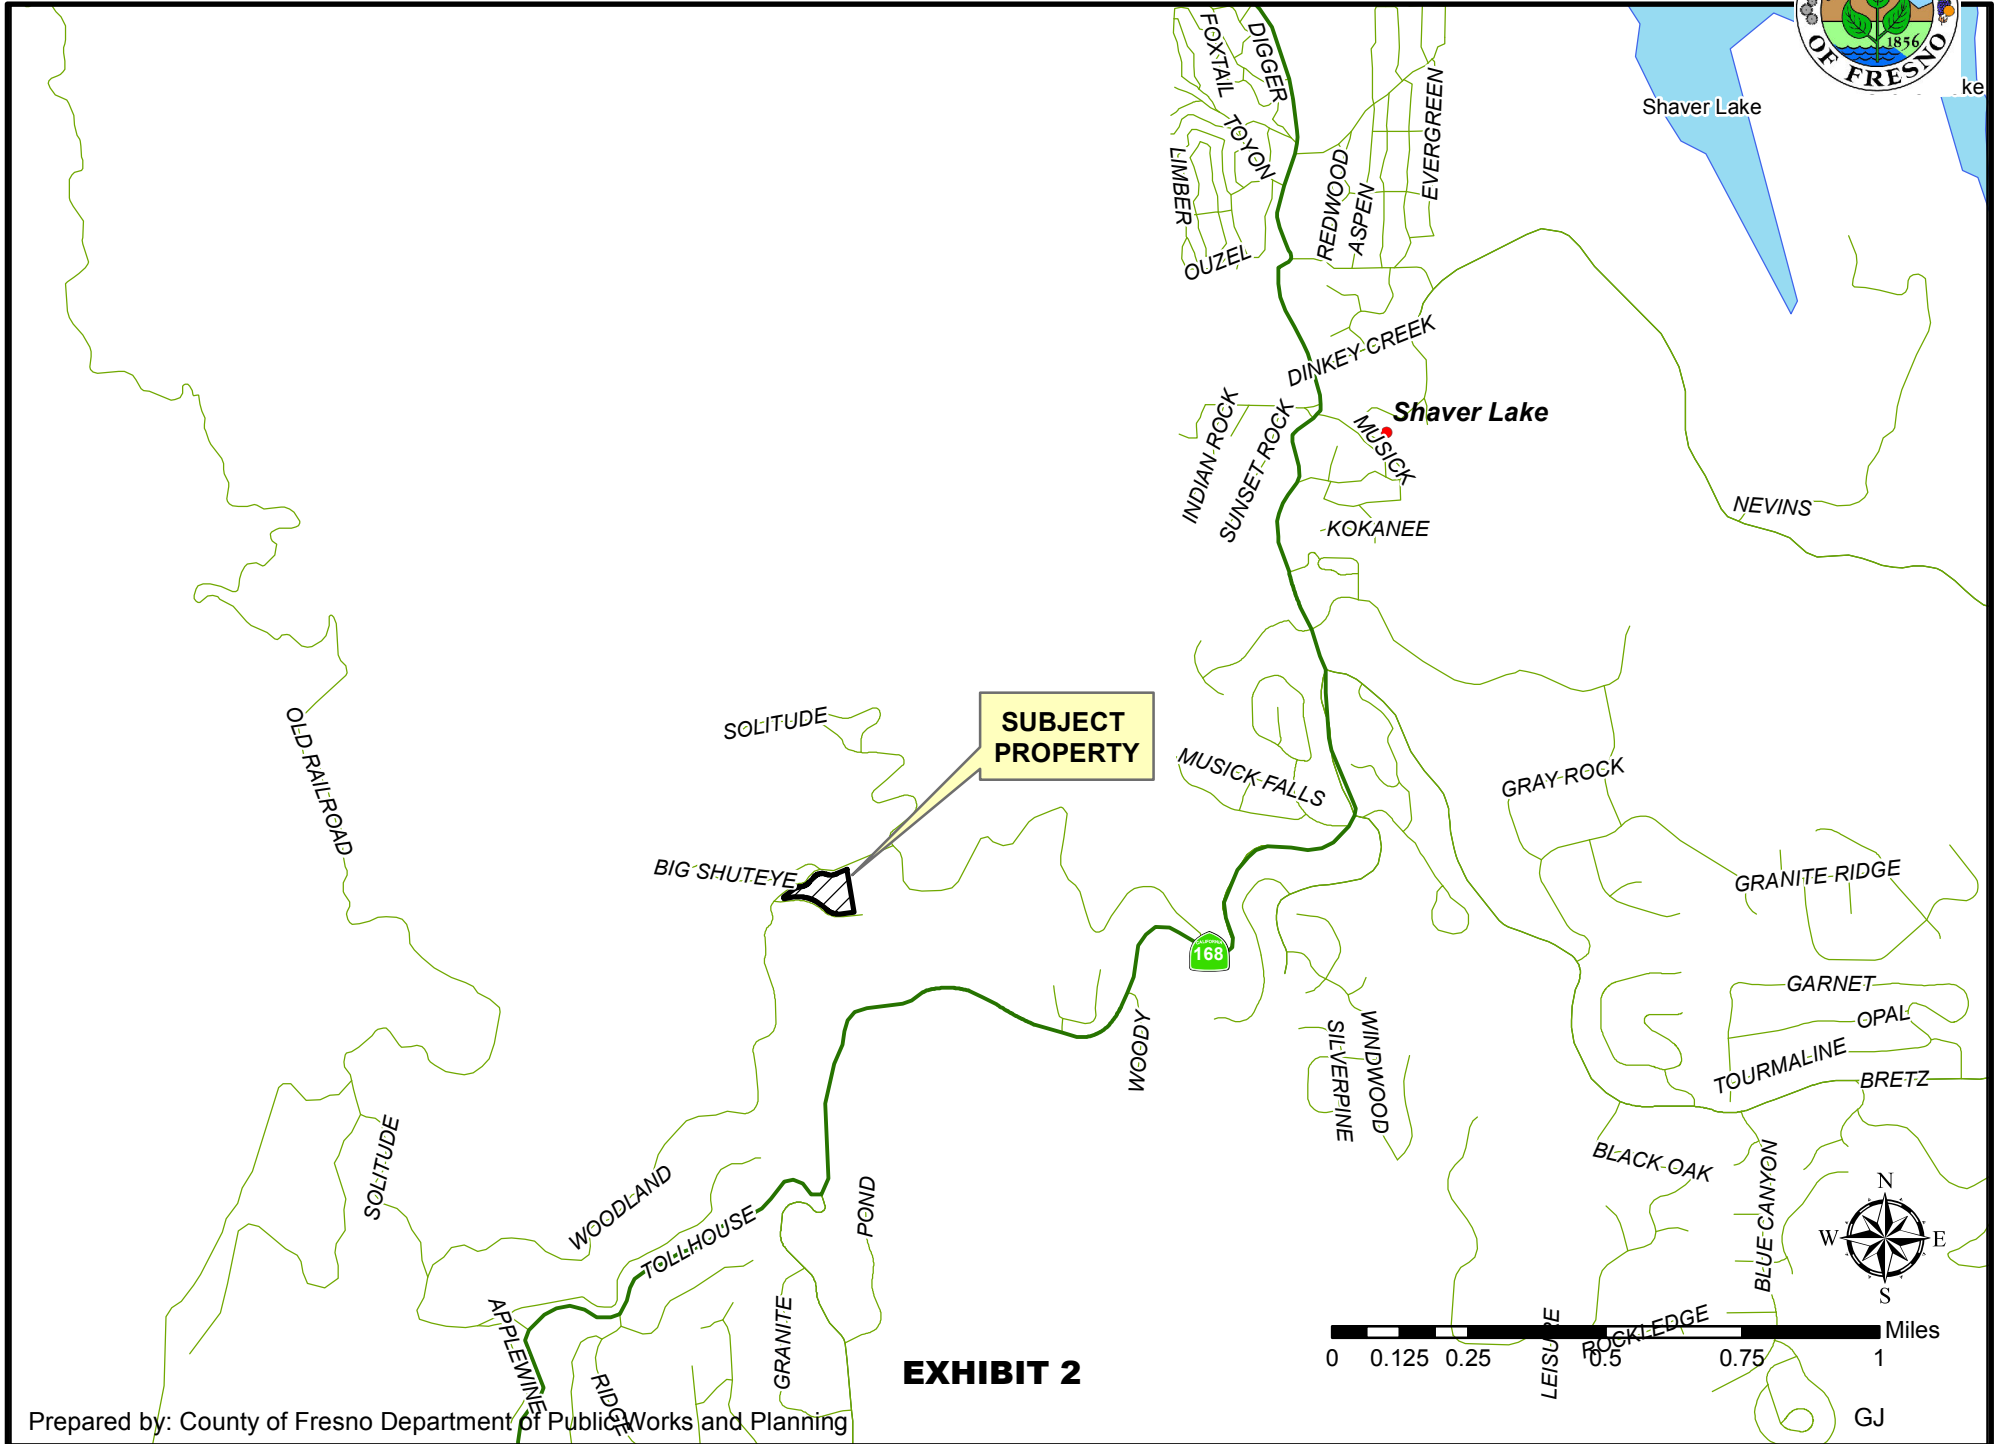 FOXTAIL
DIGGER
TOYON
LIMBER
OUZEL
REDWOOD
ASPEN
EVERGREEN
1856
OF FRESNO
ke
Shaver Lake
DINKEY CREEK
Shaver Lake
MUSICK
INDIAN ROCK
SUNSET ROCK
KOKANEE
NEVINS
OLD RAILROAD
SOLITUDE
SUBJECT
PROPERTY
MUSICK FALLS
GRAY ROCK
BIG SHUTEYE
GRANITE RIDGE
CALIFORNIA
168
GARNET
OPAL
TOURMALINE
BRETZ
WOODY
SILVERPINE
WINDWOOD
BLACK OAK
BLUE CANYON
SOLITUDE
WOODLAND
TOLLHOUSE
POND
GRANITE
APPLEWINE
RIDGE
LEISURE
ROCKLEDGE
N
W E
S
Miles
0 0.125 0.25 0.5 0.75 1
EXHIBIT 2
Prepared by: County of Fresno Department of Public Works and Planning
GJ